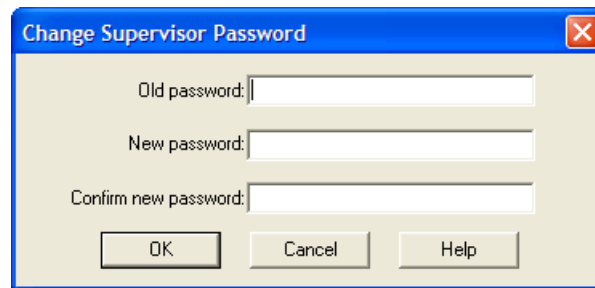 Change Supervisor Password
Old password:
New password:
Confirm new password:
OK Cancel Help